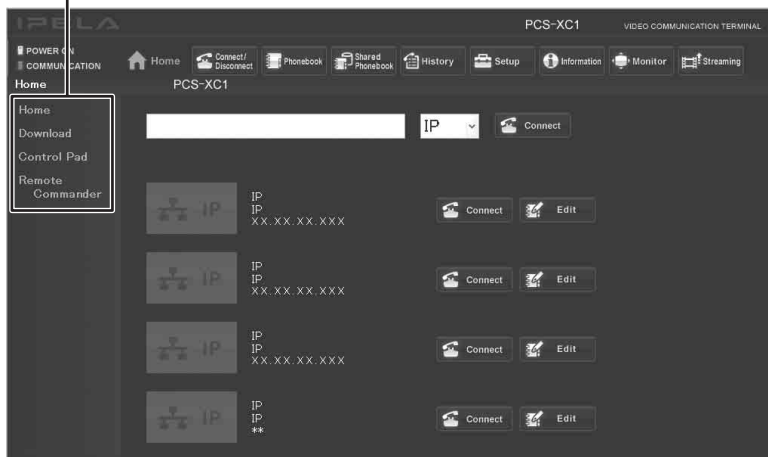 IPELA
PCS-XC1 VIDEO COMMUNICATION TERMINAL
POWER ON
COMMUNICATION
Home Connect/Disconnect Phonebook Shared Phonebook History Setup Information Monitor Streaming
Home PCS-XC1
Home
Download
Control Pad
Remote
Commander
IP Connect
IP IP
IP Connect Edit
XX.XX.XX.XXX
IP IP
IP Connect Edit
XX.XX.XX.XXX
IP IP
IP Connect Edit
XX.XX.XX.XXX
IP IP
IP Connect Edit
**